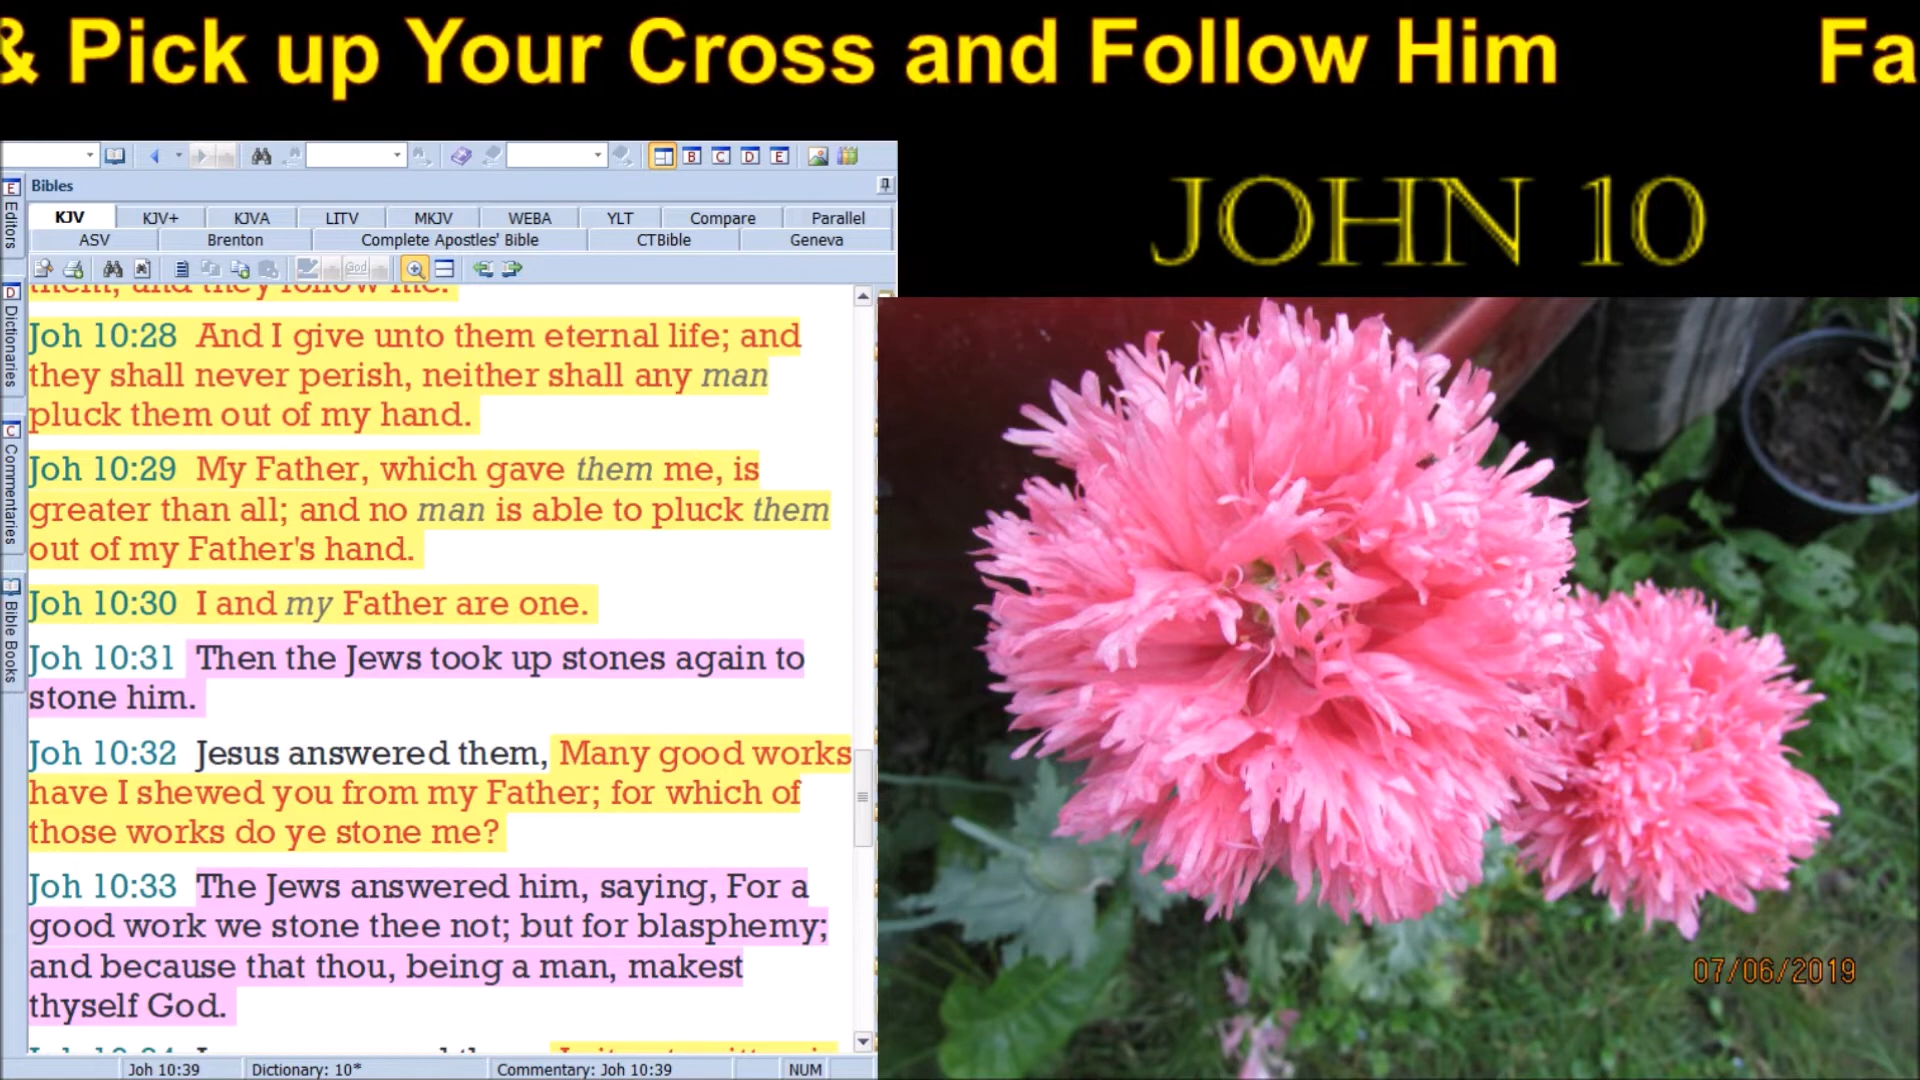 & Pick up Your Cross and Follow Him Fa
JOHN 10
Bibles
KJV KJV+ KJVA LITV MKJV WEBA YLT Compare Parallel
ASV Brenton Complete Apostles' Bible CTBible Geneva
E Editors
D Dictionaries
C Commentaries
Bible Books
B C D E
God
them, and they follow me.
Joh 10:28 And I give unto them eternal life; and
they shall never perish, neither shall any man
pluck them out of my hand.
Joh 10:29 My Father, which gave them me, is
greater than all; and no man is able to pluck them
out of my Father's hand.
Joh 10:30 I and my Father are one.
Joh 10:31 Then the Jews took up stones again to
stone him.
Joh 10:32 Jesus answered them, Many good works
have I shewed you from my Father; for which of
those works do ye stone me?
Joh 10:33 The Jews answered him, saying, For a
good work we stone thee not; but for blasphemy;
and because that thou, being a man, makest
thyself God.
Joh 10:39 Dictionary: 10* Commentary: Joh 10:39 NUM
07/06/2019